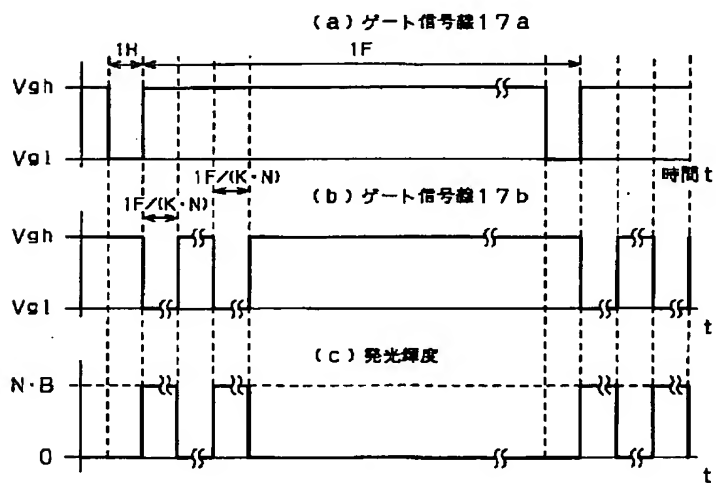 (a)ゲート信号線17a
1H
1F
Vgh
Vgl
時間t
1F/(K·N)
1F/(K·N)
(b)ゲート信号線17b
Vgh
Vgl
t
(c)発光輝度
N·B
0
t